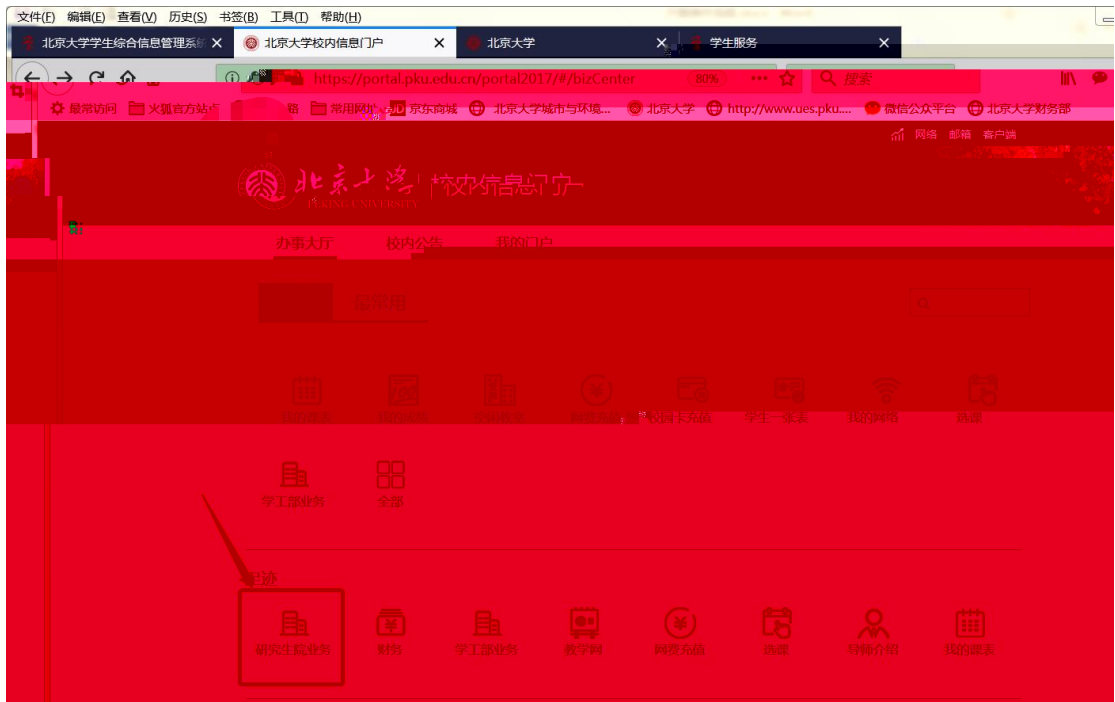 文件(F) 编辑(E) 查看(V) 历史(S) 书签(B) 工具(T) 帮助(H)
北京大学学生综合信息管理系统 北京大学校内信息门户 北京大学 学生服务
https://portal.pku.edu.cn/portal2017/#/bizCenter 80% 搜索
最常访问 火狐官方站点 常用网址 JD 京东商城 北京大学城市与环境... 北京大学 http://www.ues.pku.... 微信公众平台 北京大学财务部
网络 邮箱 客户端
北京大学 校内信息门户
PEKING UNIVERSITY
办事大厅 校内公告 我的门户
最常用
我的课表 网费充值 校园卡充值 学生一张表 我的网络 选课
学工部业务 全部
足迹
研究生院业务 财务 学工部业务 教学网 网费充值 选课 导师介绍 我的课表